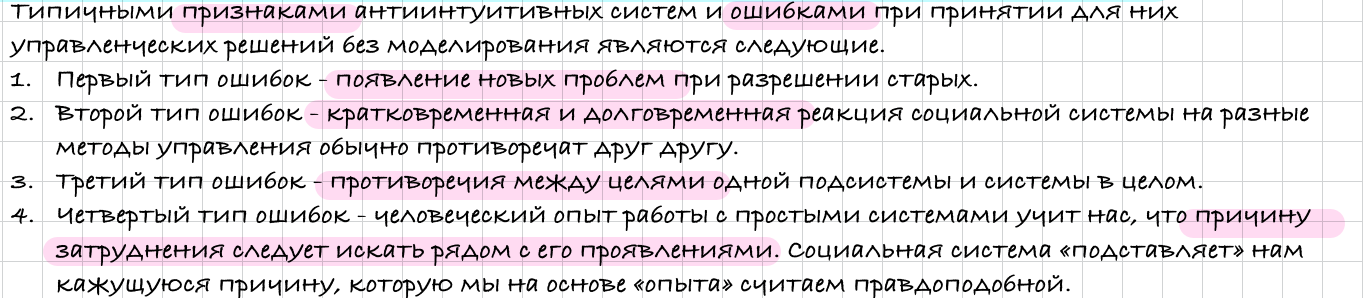 Типичными признаками антиинтуитивных систем и ошибками при принятии для них
управленческих решений без моделирования являются следующие.
1. Первый тип ошибок - появление новых проблем при разрешении старых.
2. Второй тип ошибок - кратковременная и долговременная реакция социальной системы на разные
методы управления обычно противоречат друг другу.
3. Третий тип ошибок - противоречия между целями одной подсистемы и системы в целом.
4. Четвертый тип ошибок - человеческий опыт работы с простыми системами учит нас, что причину
затруднения следует искать рядом с его проявлениями. Социальная система «подставляет» нам
кажущуюся причину, которую мы на основе «опыта» считаем правдоподобной.